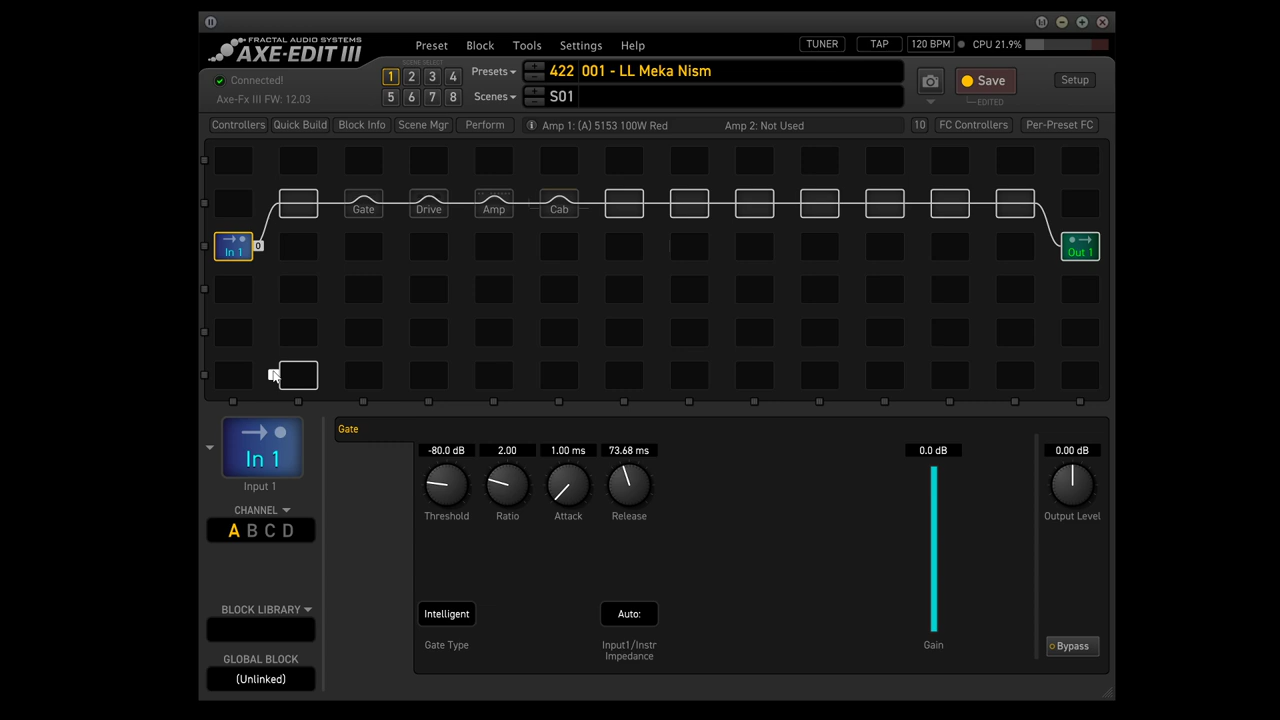 FRACTAL AUDIO SYSTEMS
AXE-EDIT III
Preset Block Tools Settings Help
TUNER TAP 120 BPM CPU 21.9%
Connected!
Axe-Fx III FW: 12.03
SCENE SELECT
1 2 3 4
5 6 7 8
Presets 422 001 - LL Meka Nism
Scenes S01
Save
EDITED
Setup
Controllers Quick Build Block Info Scene Mgr Perform Amp 1: (A) 5153 100W Red Amp 2: Not Used 10 FC Controllers Per-Preset FC
Gate Drive Amp Cab
In 1 0 Out 1
In 1
Input 1
CHANNEL
A B C D
BLOCK LIBRARY
GLOBAL BLOCK
(Unlinked)
Gate
-80.0 dB 2.00 1.00 ms 73.68 ms 0.0 dB 0.00 dB
Threshold Ratio Attack Release Output Level
Intelligent Auto:
Gate Type Input1/Instr Impedance Gain
Bypass